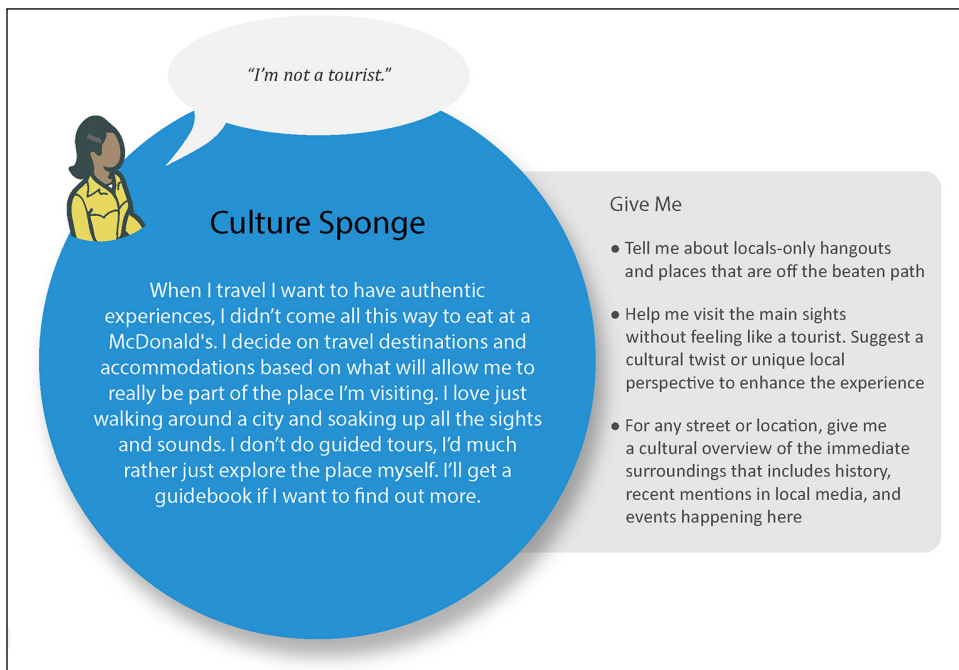 “I’m not a tourist.”
Culture Sponge
When I travel I want to have authentic
experiences, I didn’t come all this way to eat at a
McDonald's. I decide on travel destinations and
accommodations based on what will allow me to
really be part of the place I’m visiting. I love just
walking around a city and soaking up all the sights
and sounds. I don’t do guided tours, I’d much
rather just explore the place myself. I’ll get a
guidebook if I want to find out more.
Give Me
● Tell me about locals-only hangouts
and places that are off the beaten path
● Help me visit the main sights
without feeling like a tourist. Suggest a
cultural twist or unique local
perspective to enhance the experience
● For any street or location, give me
a cultural overview of the immediate
surroundings that includes history,
recent mentions in local media, and
events happening here